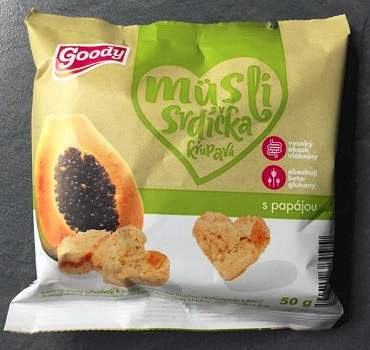 Goody
müsli
srdíčka
křupavá
vysoký
obsah
vlákniny
obsahují
beta-
glukany
s papájou
50 g